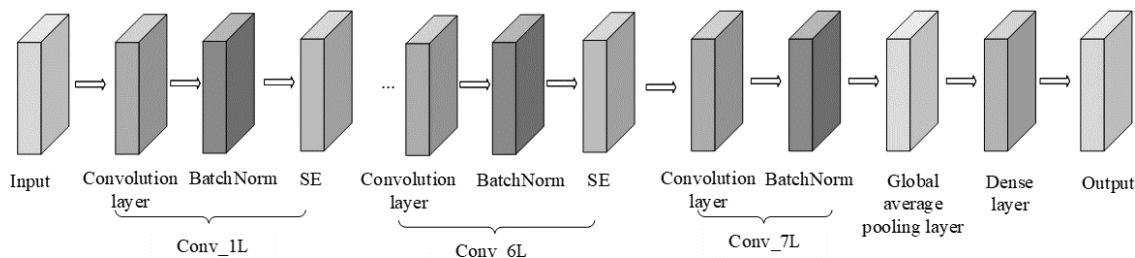 ...
Input
Convolution
layer
BatchNorm
SE
Convolution
layer
BatchNorm
SE
Convolution
layer
BatchNorm
Global
average
pooling layer
Dense
layer
Output
Conv_1L
Conv_6L
Conv_7L